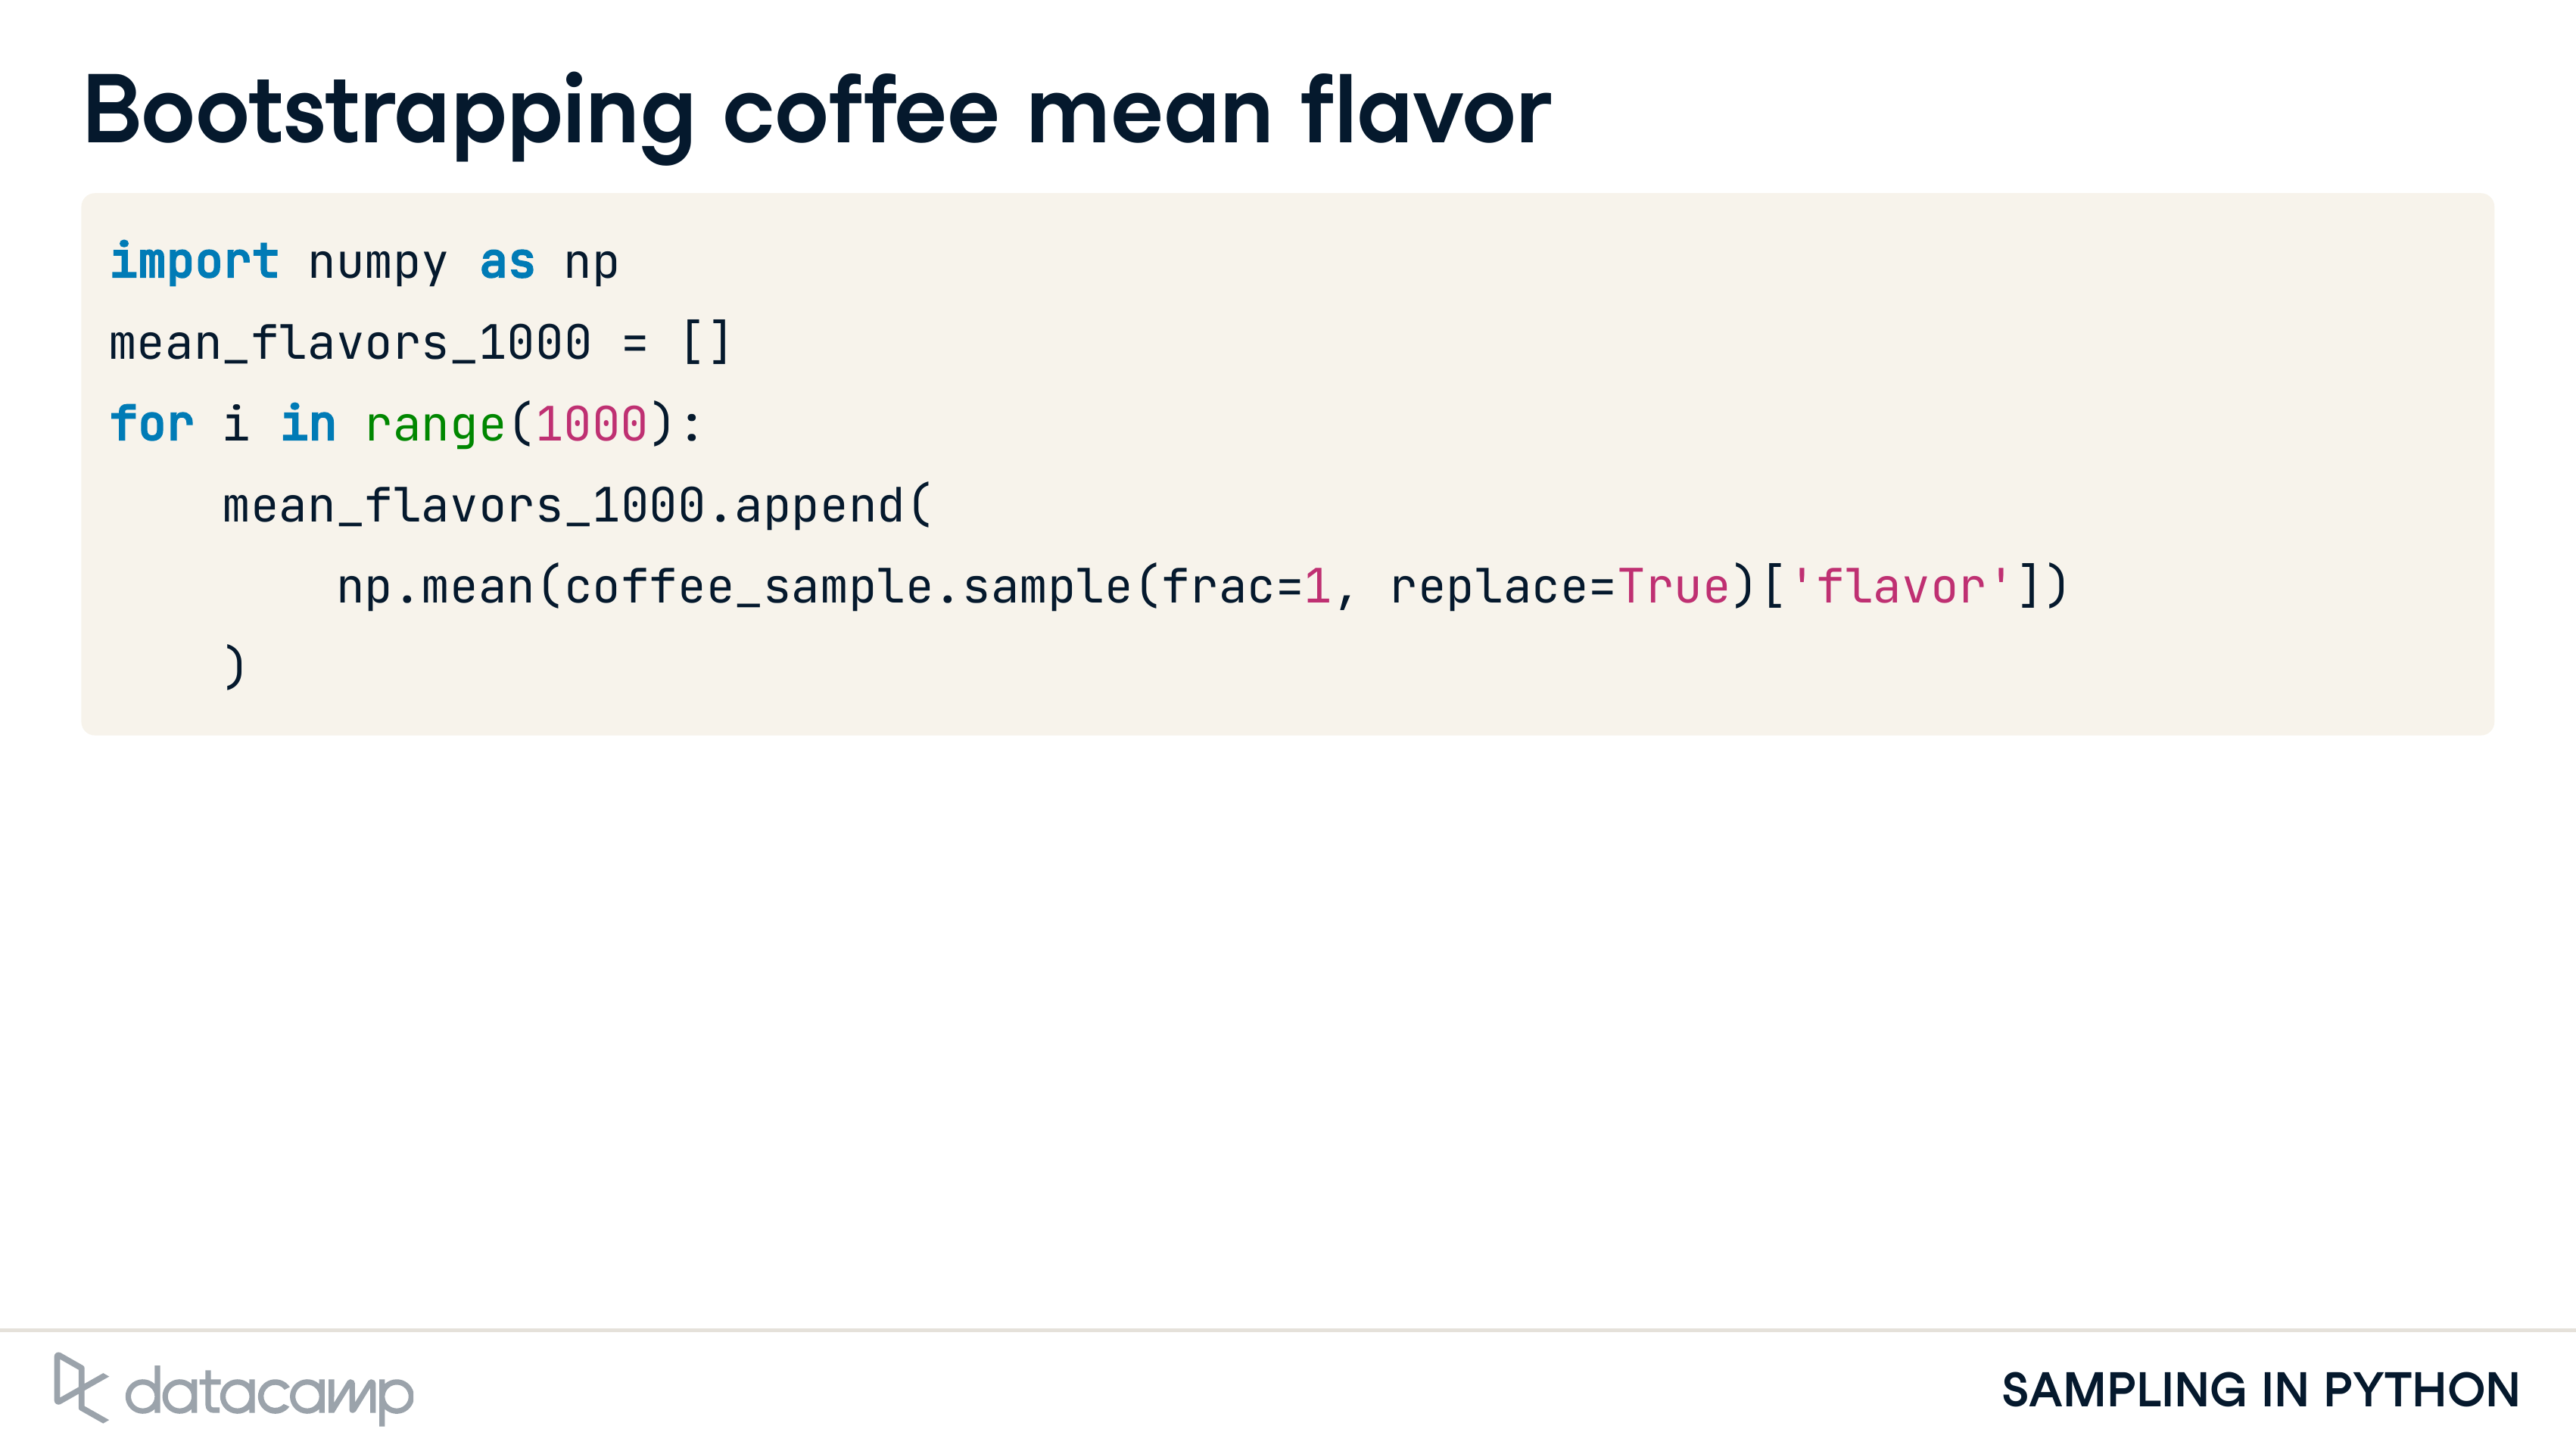 Bootstrapping coffee mean flavor
import numpy as np
mean_flavors_1000 = []
for i in range(1000):
    mean_flavors_1000.append(
        np.mean(coffee_sample.sample(frac=1, replace=True)['flavor'])
    )
datacamp
SAMPLING IN PYTHON